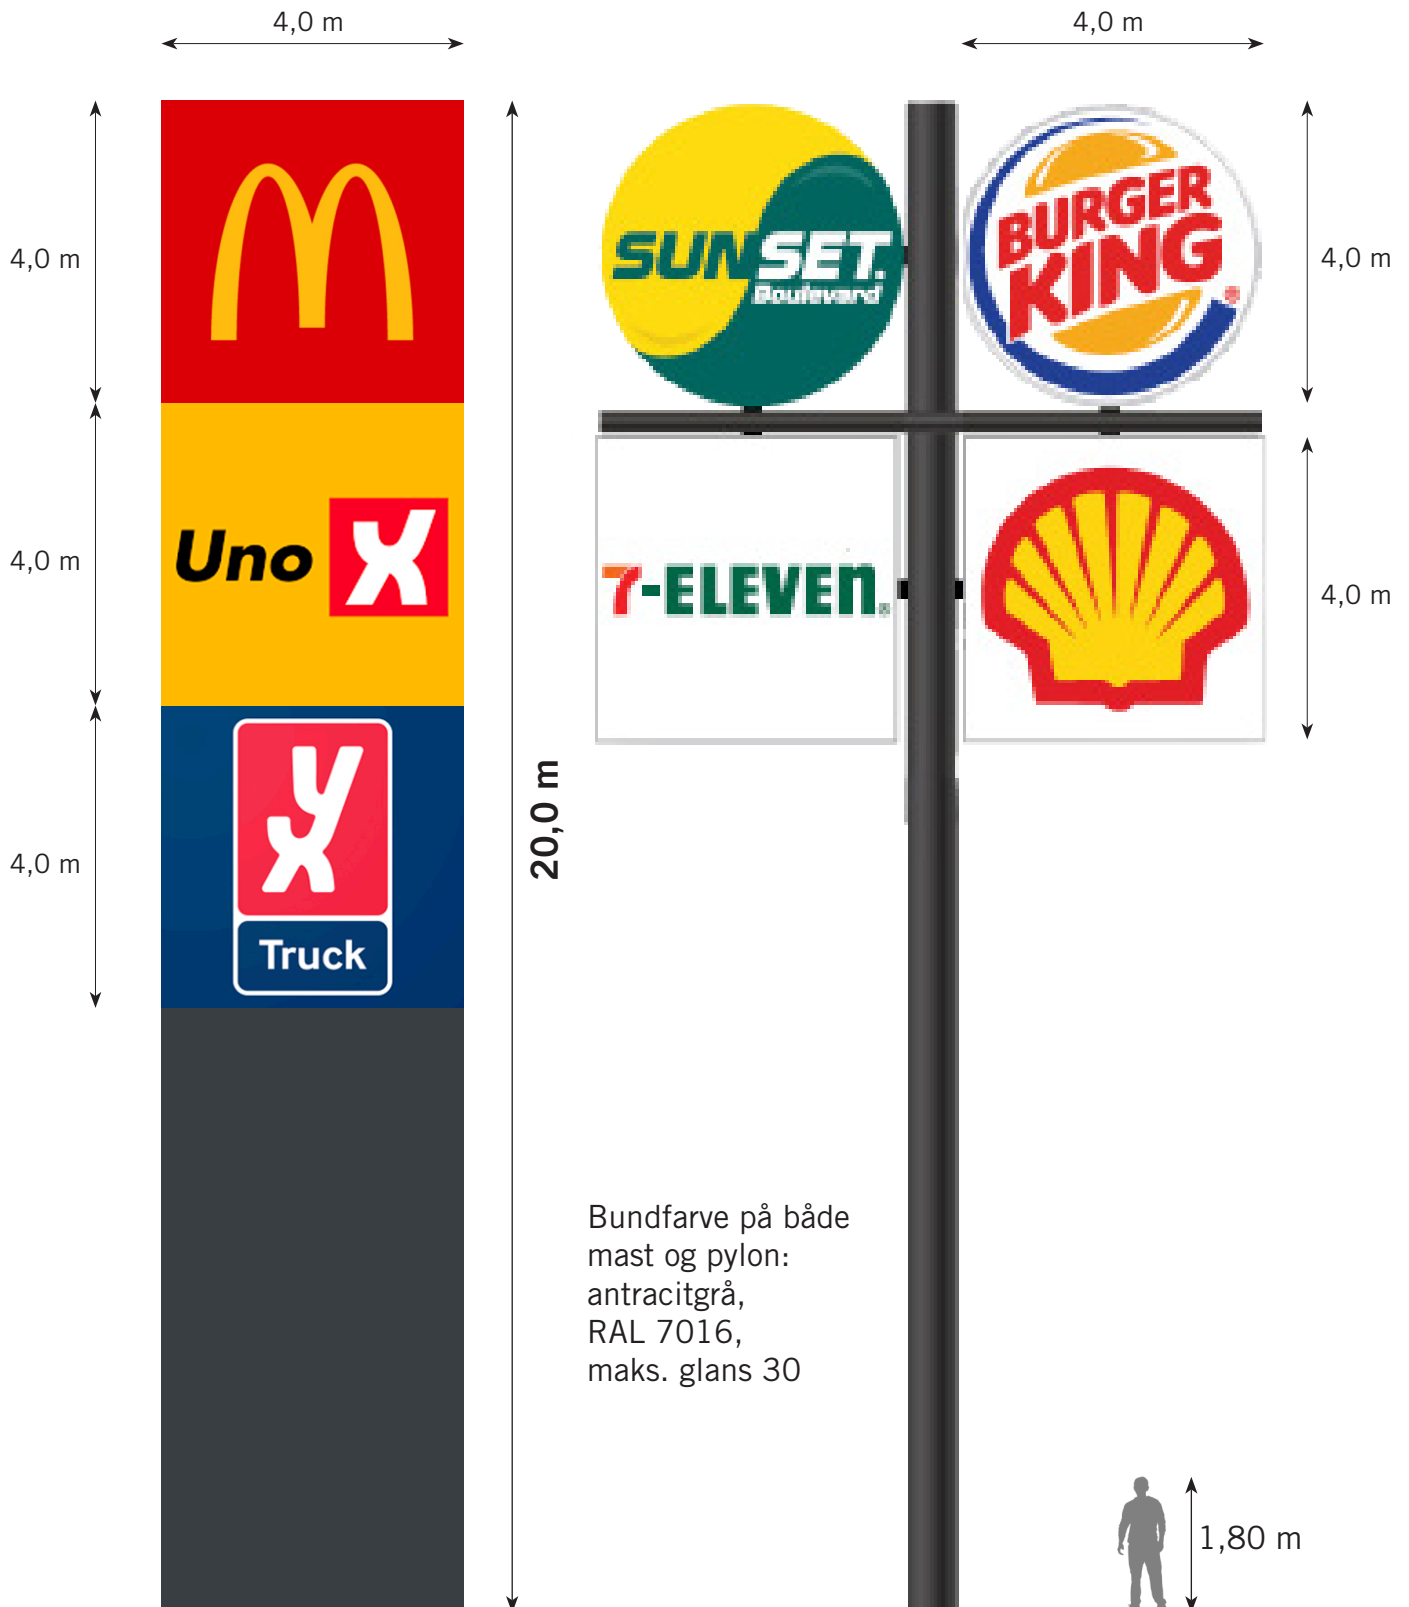 4,0 m
4,0 m
4,0 m
4,0 m
SUNSET.
Boulevard
BURGER
KING®
4,0 m
Uno X
7-ELEVEn®
4,0 m
4,0 m
20,0 m
YX
Truck
Bundfarve på både
mast og pylon:
antracitgrå,
RAL 7016,
maks. glans 30
1,80 m